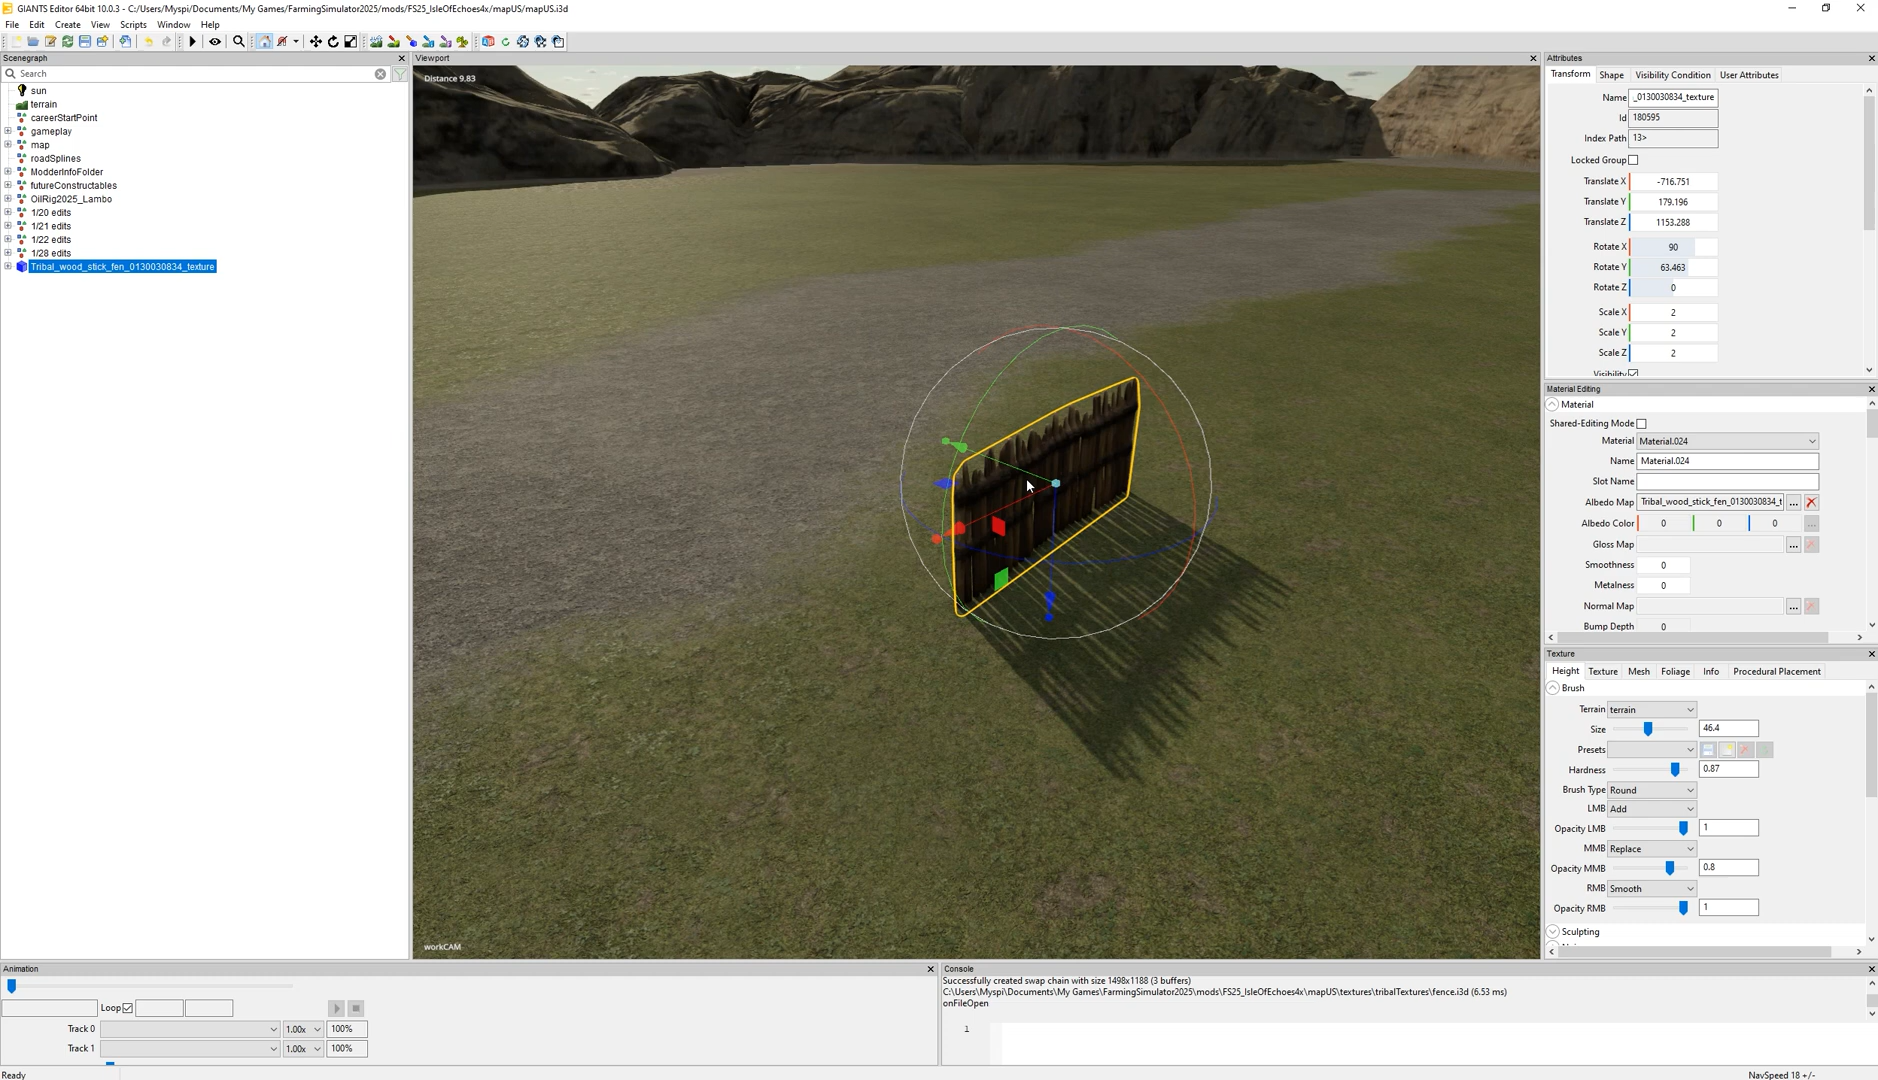 GIANTS Editor 64bit 10.0.3 - C:/Users/Myspi/Documents/My Games/FarmingSimulator2025/mods/FS25_IsleOfEchoes4x/mapUS/mapUS.i3d
File Edit Create View Scripts Window Help
Scenegraph
Search
sun
terrain
careerStartPoint
gameplay
map
roadSplines
ModderInfoFolder
futureConstructables
OilRig2025_Lambo
1/20 edits
1/21 edits
1/22 edits
1/28 edits
Tribal_wood_stick_fen_0130030834_texture
Viewport
Distance 9.83
workCAM
Attributes
Transform Shape Visibility Condition User Attributes
Name _0130030834_texture
Id 180595
Index Path 13>
Locked Group
Translate X -716.751
Translate Y 179.196
Translate Z 1153.288
Rotate X 90
Rotate Y 63.463
Rotate Z 0
Scale X 2
Scale Y 2
Scale Z 2
Visibility
Material Editing
Material
Shared-Editing Mode
Material Material.024
Name Material.024
Slot Name
Albedo Map Tribal_wood_stick_fen_0130030834_t ...
Albedo Color 0 0 0 ...
Gloss Map ...
Smoothness 0
Metalness 0
Normal Map ...
Bump Depth 0
Texture
Height Texture Mesh Foliage Info Procedural Placement
Brush
Terrain terrain
Size 46.4
Presets
Hardness 0.87
Brush Type Round
LMB Add
Opacity LMB 1
MMB Replace
Opacity MMB 0.8
RMB Smooth
Opacity RMB 1
Sculpting
Animation
Loop
Track 0 1.00x 100%
Track 1 1.00x 100%
Console
Successfully created swap chain with size 1498x1188 (3 buffers)
C:\Users\Myspi\Documents\My Games\FarmingSimulator2025\mods\FS25_IsleOfEchoes4x\mapUS\textures\tribalTextures\fence.i3d (6.53 ms)
onFileOpen
1
Ready
NavSpeed 18 +/-